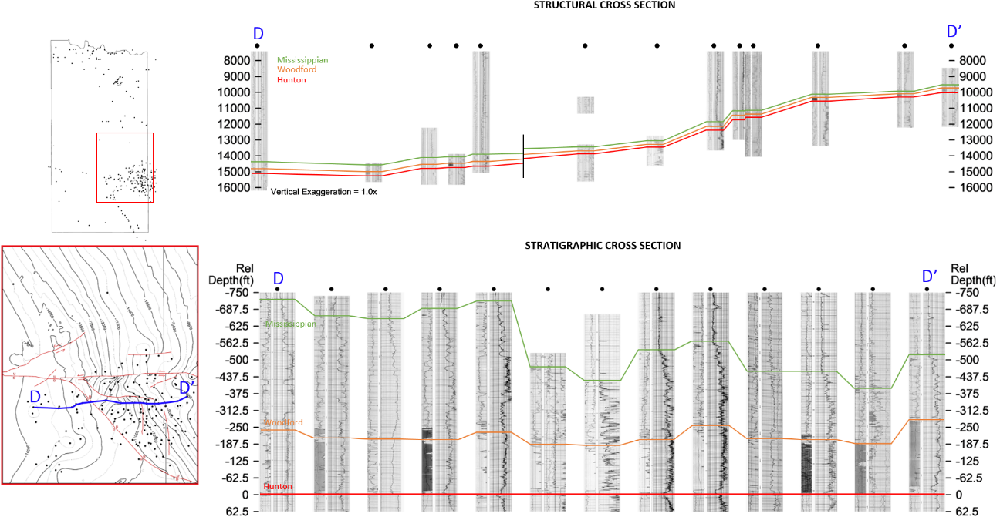 STRUCTURAL CROSS SECTION
D
D’
8000
9000
10000
11000
12000
13000
14000
15000
16000
Mississippian
Woodford
Hunton
Vertical Exaggeration = 1.0x
8000
9000
10000
11000
12000
13000
14000
15000
16000
D
D’
STRATIGRAPHIC CROSS SECTION
Rel
Depth(ft)
D
D’
Rel
Depth(ft)
-750
-687.5
-625
-562.5
-500
-437.5
-375
-312.5
-250
-187.5
-125
-62.5
0
62.5
Mississippian
Woodford
Hunton
-750
-687.5
-625
-562.5
-500
-437.5
-375
-312.5
250
-187.5
-125
-62.5
0
62.5